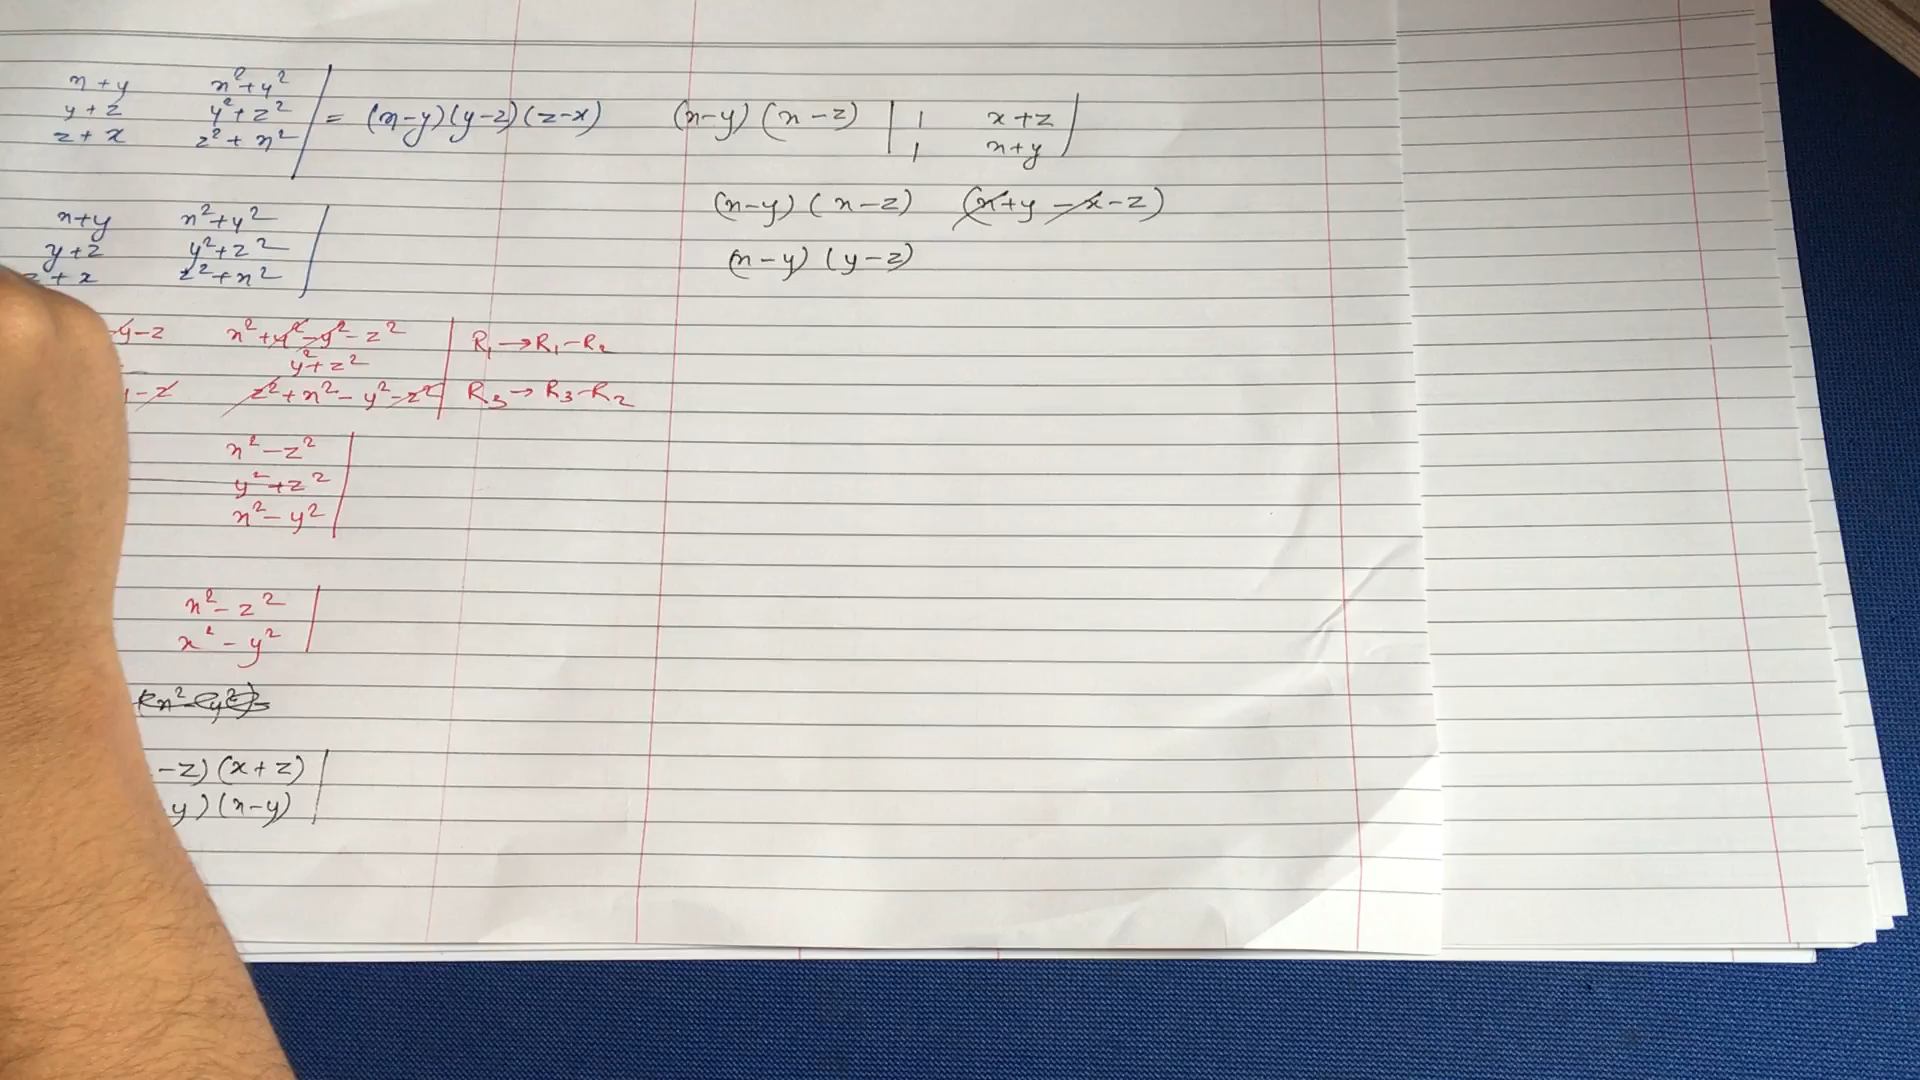 x+y x²+y²
y+z y²+z² = (x-y)(y-z)(z-x)
z+x z²+x²
x+y x²+y²
y+z y²+z²
z+x z²+x²
-y-z x²+y²-y²-z² R₁→R₁-R₂
y²+z²
y-z z²+x²-y²-z² R₃→R₃-R₂
x²-z²
y²+z²
x²-y²
x²-z²
x²-y²
-z)(x+z)
y)(x-y)
(x-y)(x-z) | 1 x+z |
1 x+y
(x-y)(x-z) (x+y-x-z)
(x-y)(y-z)